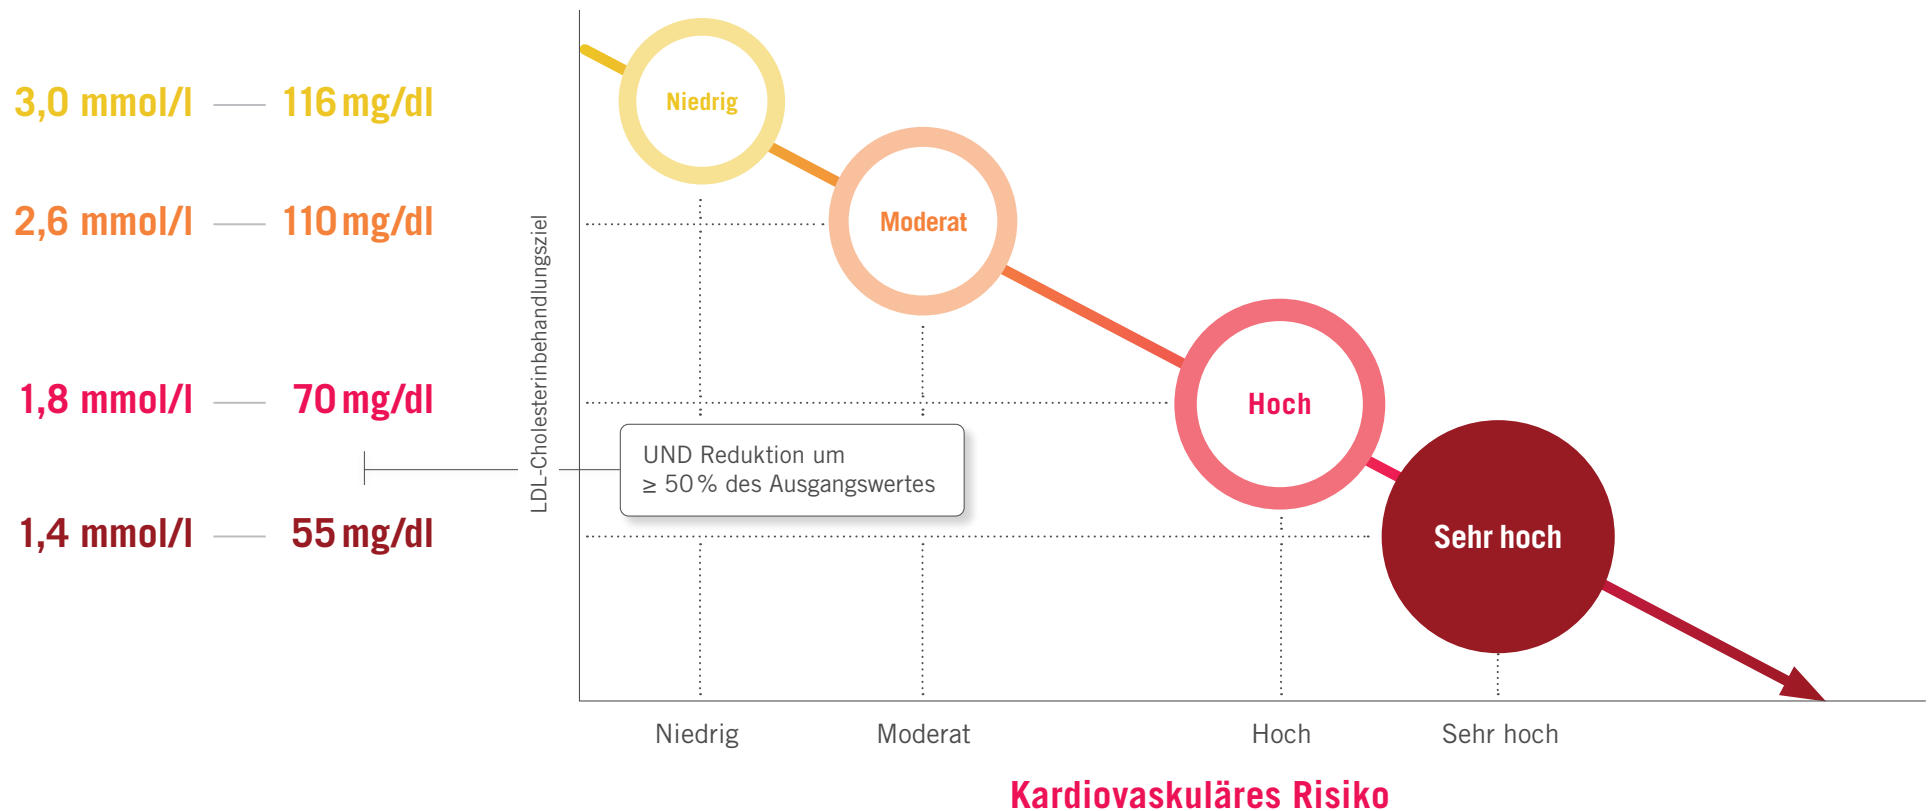 3,0 mmol/l — 116 mg/dl
2,6 mmol/l — 110 mg/dl
1,8 mmol/l — 70 mg/dl
1,4 mmol/l — 55 mg/dl
LDL-Cholesterinbehandlungsziel
Niedrig
Moderat
Hoch
Sehr hoch
UND Reduktion um
≥ 50 % des Ausgangswertes
Niedrig
Moderat
Hoch
Sehr hoch
Kardiovaskuläres Risiko